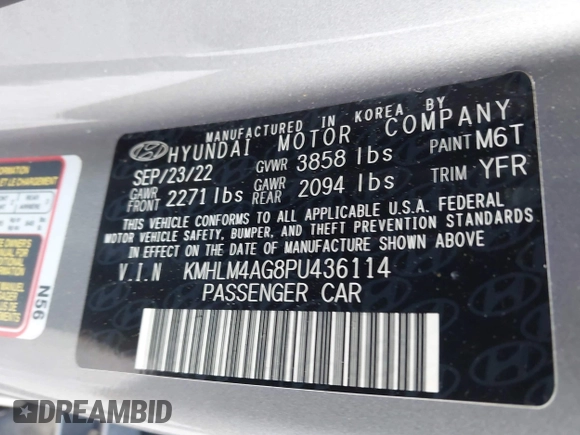 MANUFACTURED IN KOREA BY
HYUNDAI MOTOR COMPANY
SEP/23/22 GVWR 3858 lbs PAINT M6T
GAWR FRONT 2271 lbs GAWR REAR 2094 lbs TRIM YFR
THIS VEHICLE CONFORMS TO ALL APPLICABLE U.S.A. FEDERAL
MOTOR VEHICLE SAFETY, BUMPER, AND THEFT PREVENTION STANDARDS
IN EFFECT ON THE DATE OF MANUFACTURE SHOWN ABOVE.
V.I.N KMHLM4AG8PU436114
PASSENGER CAR
N56
DREAMBID